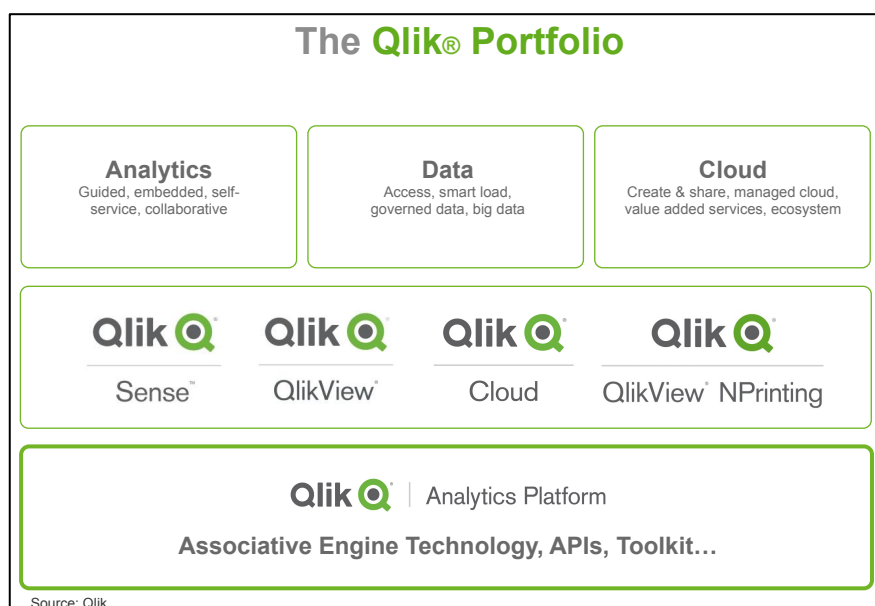 The Qlik® Portfolio
Analytics
Guided, embedded, self-
service, collaborative
Data
Access, smart load,
governed data, big data
Cloud
Create & share, managed cloud,
value added services, ecosystem
Qlik
Sense™
Qlik
QlikView®
Qlik
Cloud
Qlik
QlikView® NPrinting
Qlik | Analytics Platform
Associative Engine Technology, APIs, Toolkit…
Source: Qlik